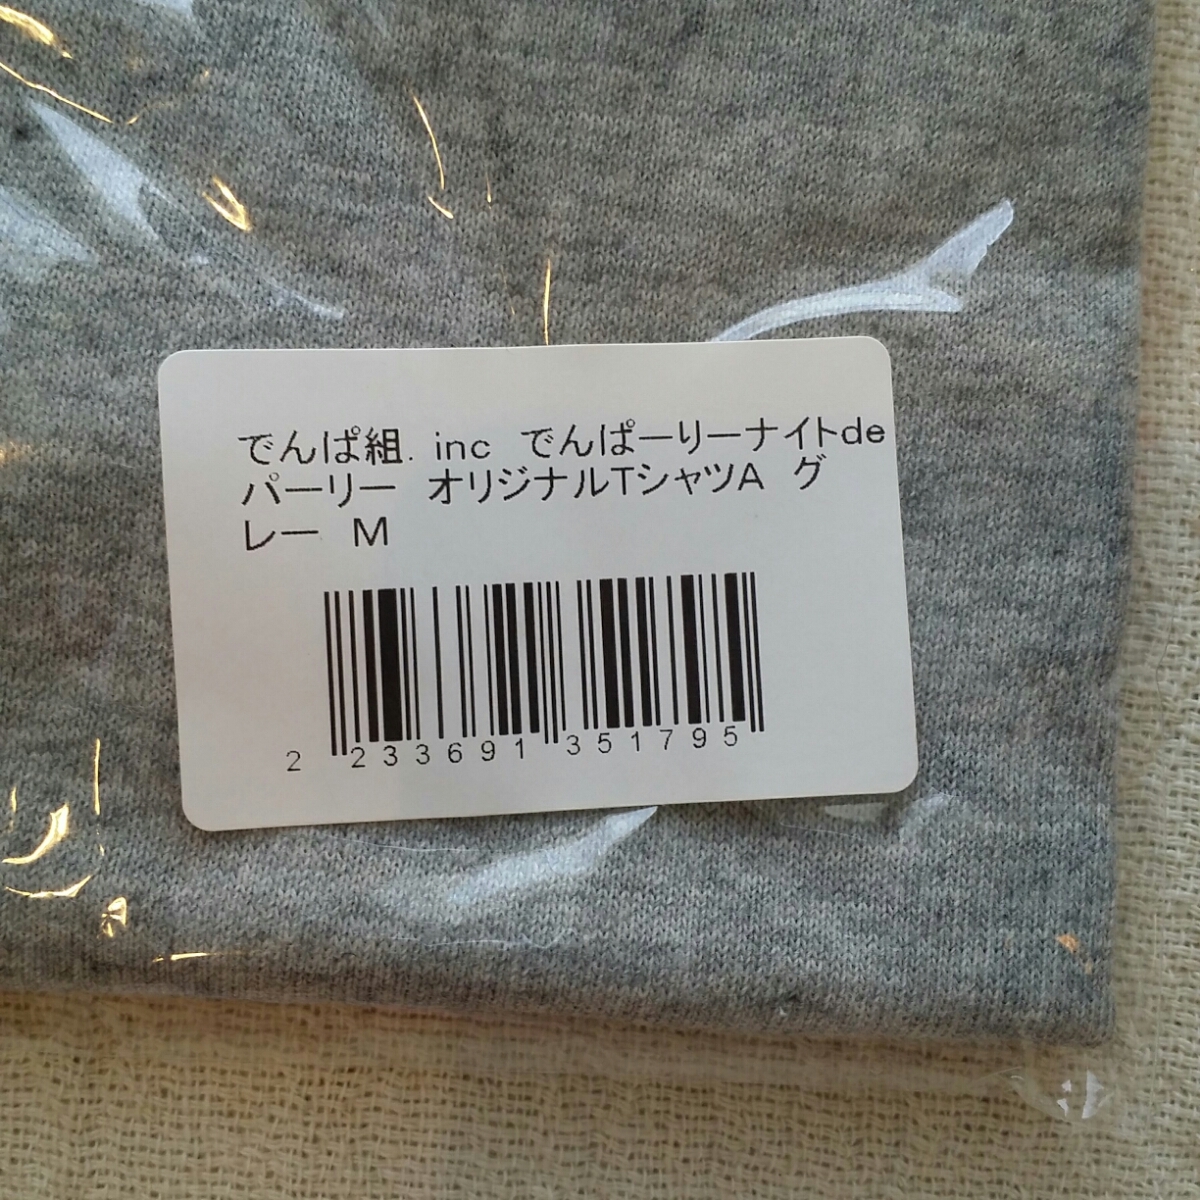 でんぱ組.inc でんぱーりーナイトde
パーリー オリジナルTシャツA グ
レー M
2 233691 351795